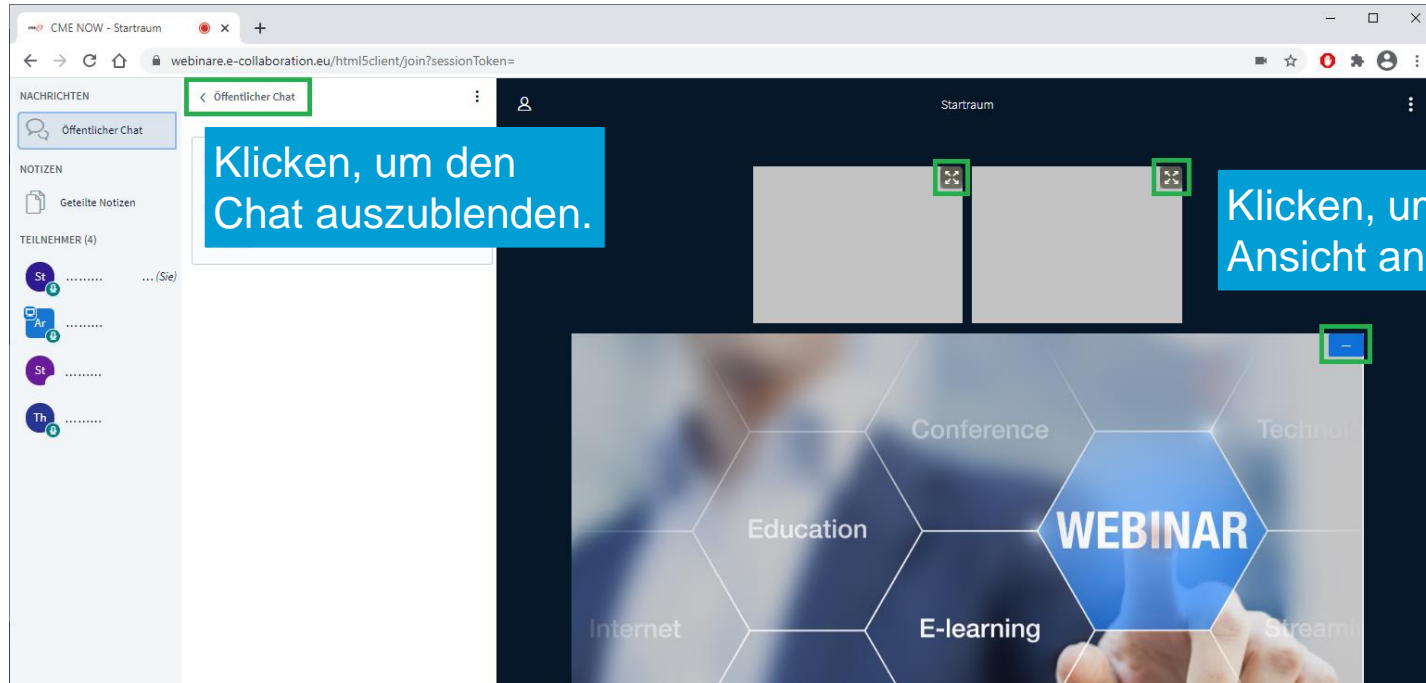 CME NOW - Startraum
webinare.e-collaboration.eu/html5client/join?sessionToken=
NACHRICHTEN
Öffentlicher Chat
NOTIZEN
Geteilte Notizen
TEILNEHMER (4)
St ......... ... (Sie)
Ar .........
St .........
Th .........
Öffentlicher Chat
Klicken, um den
Chat auszublenden.
Startraum
Klicken, u
Ansicht an
Conference
Technolo
Education
WEBINAR
Internet
E-learning
Streami